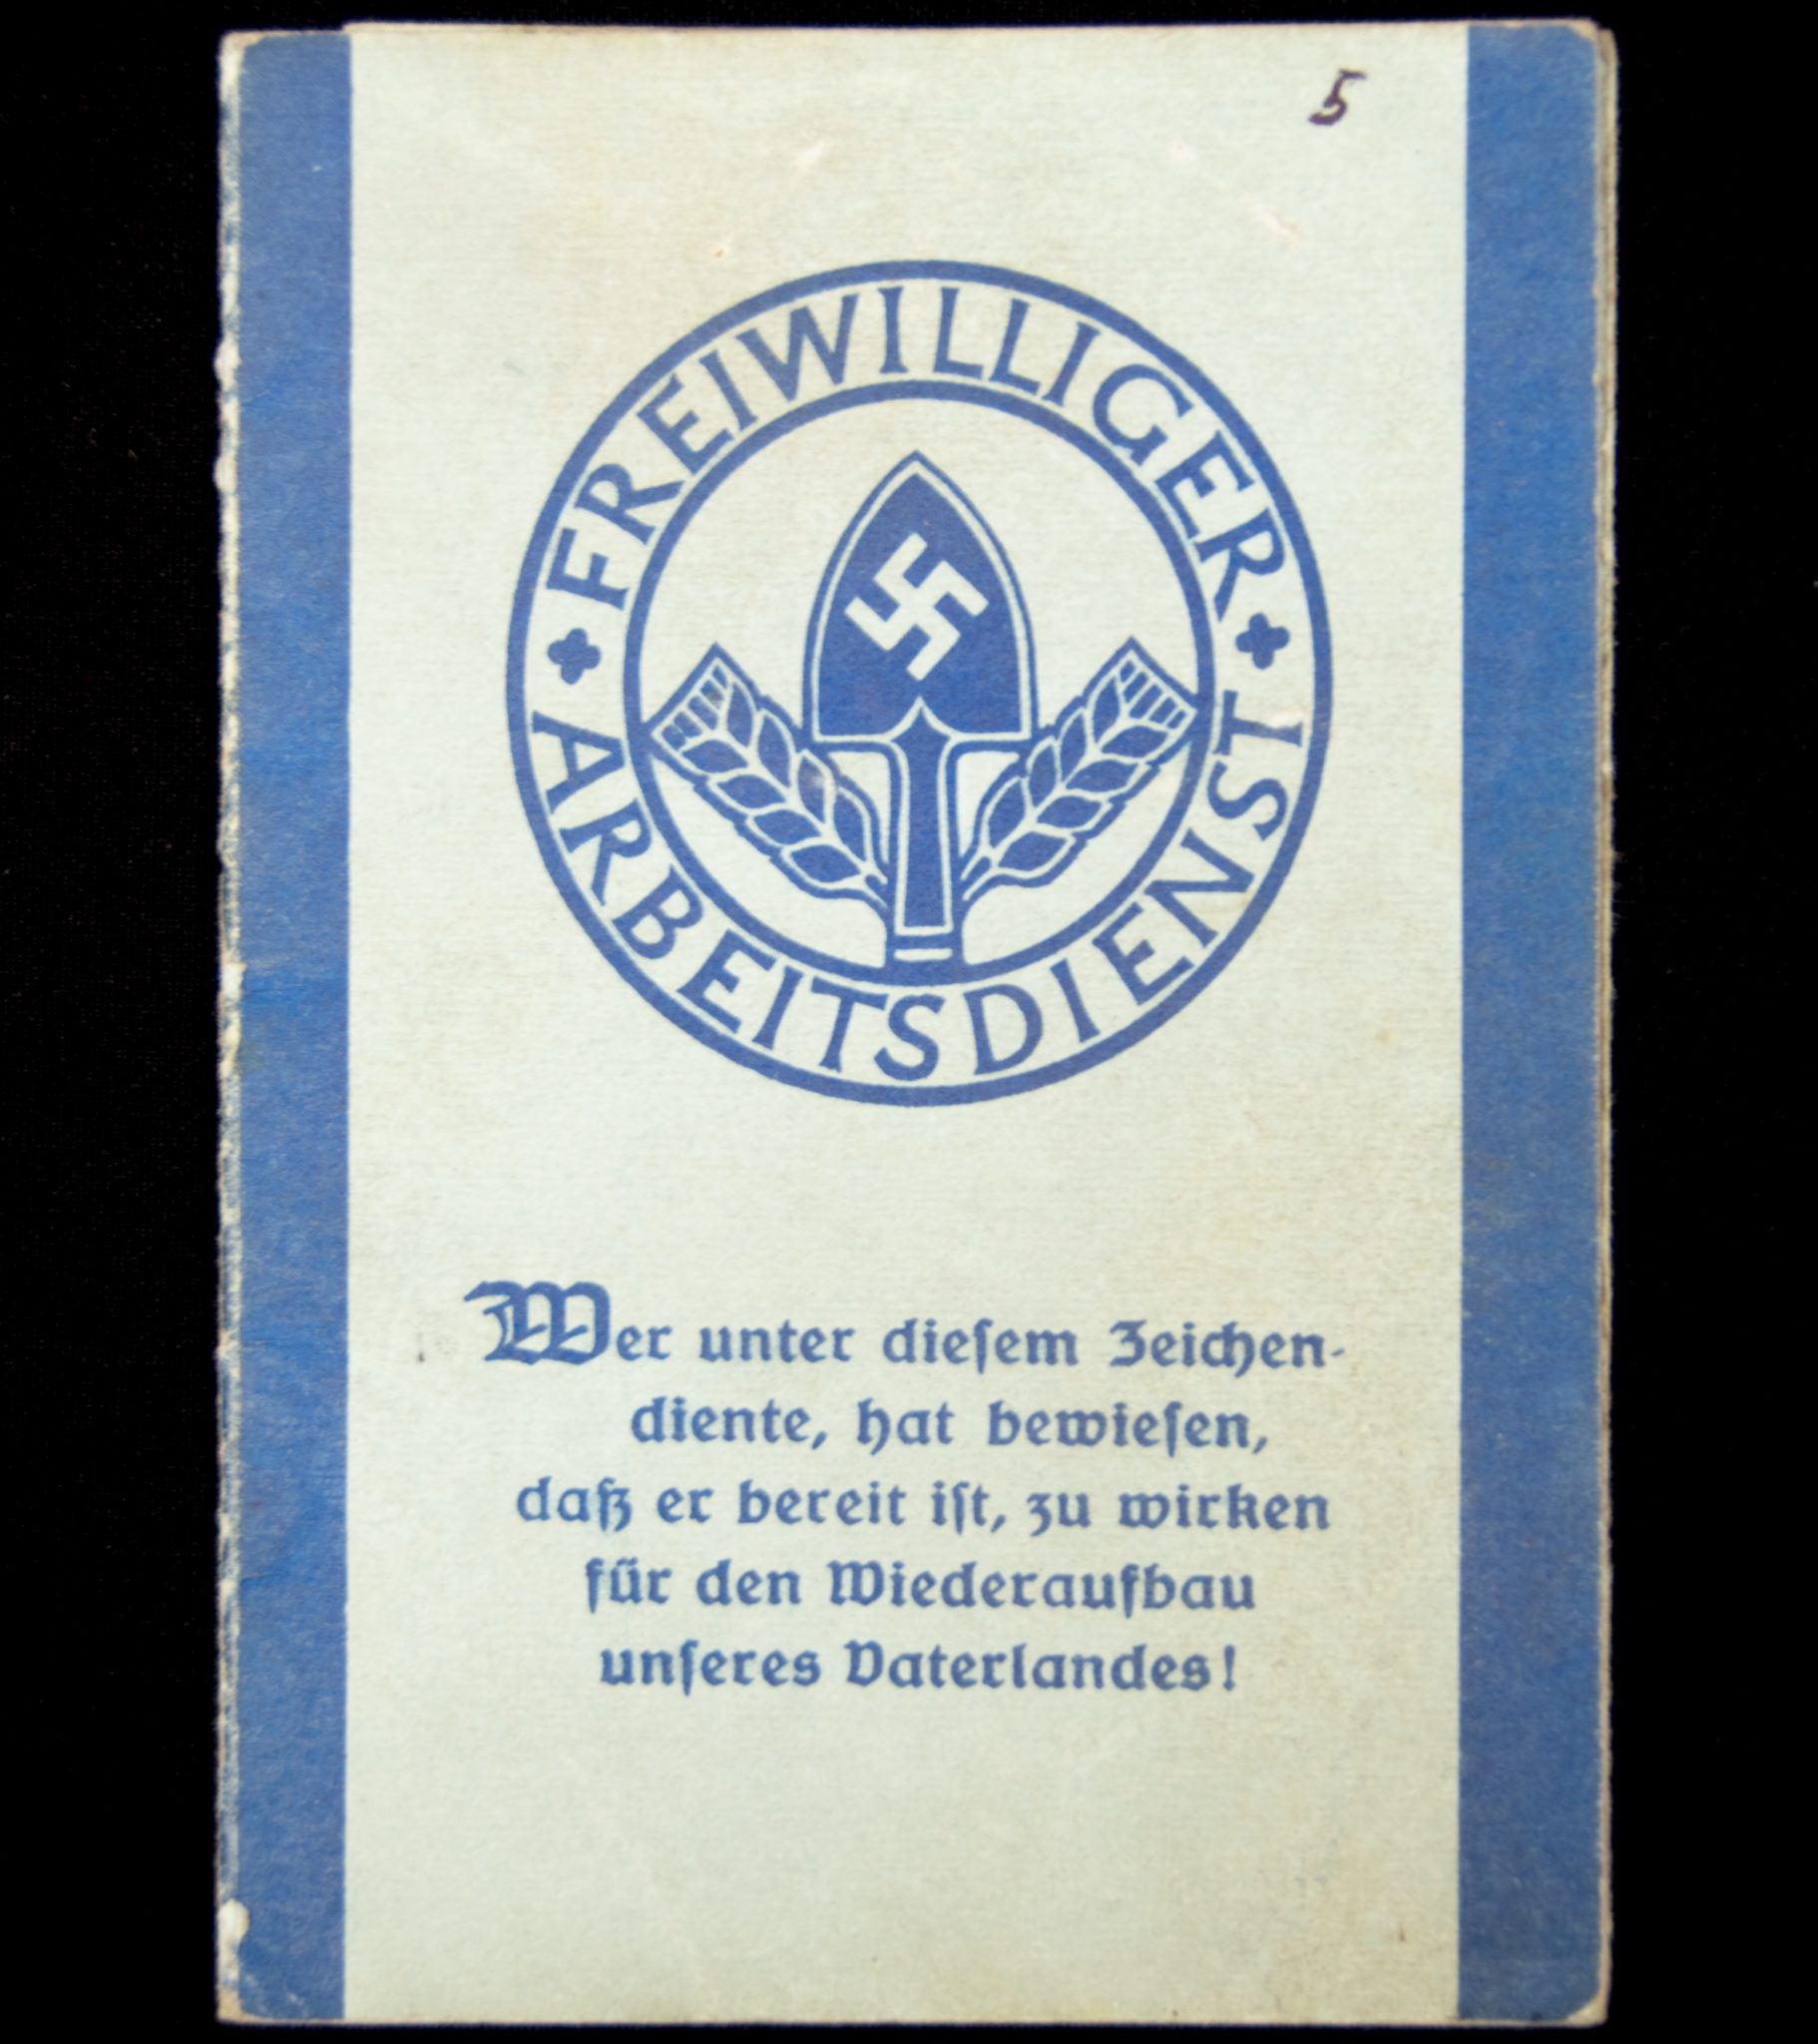 5
FREIWILLIGER
ARBEITSDIENST
Wer unter dieſem Zeichen-
diente, hat bewieſen,
daß er bereit iſt, zu wirken
für den Wiederaufbau
unſeres Vaterlandes!